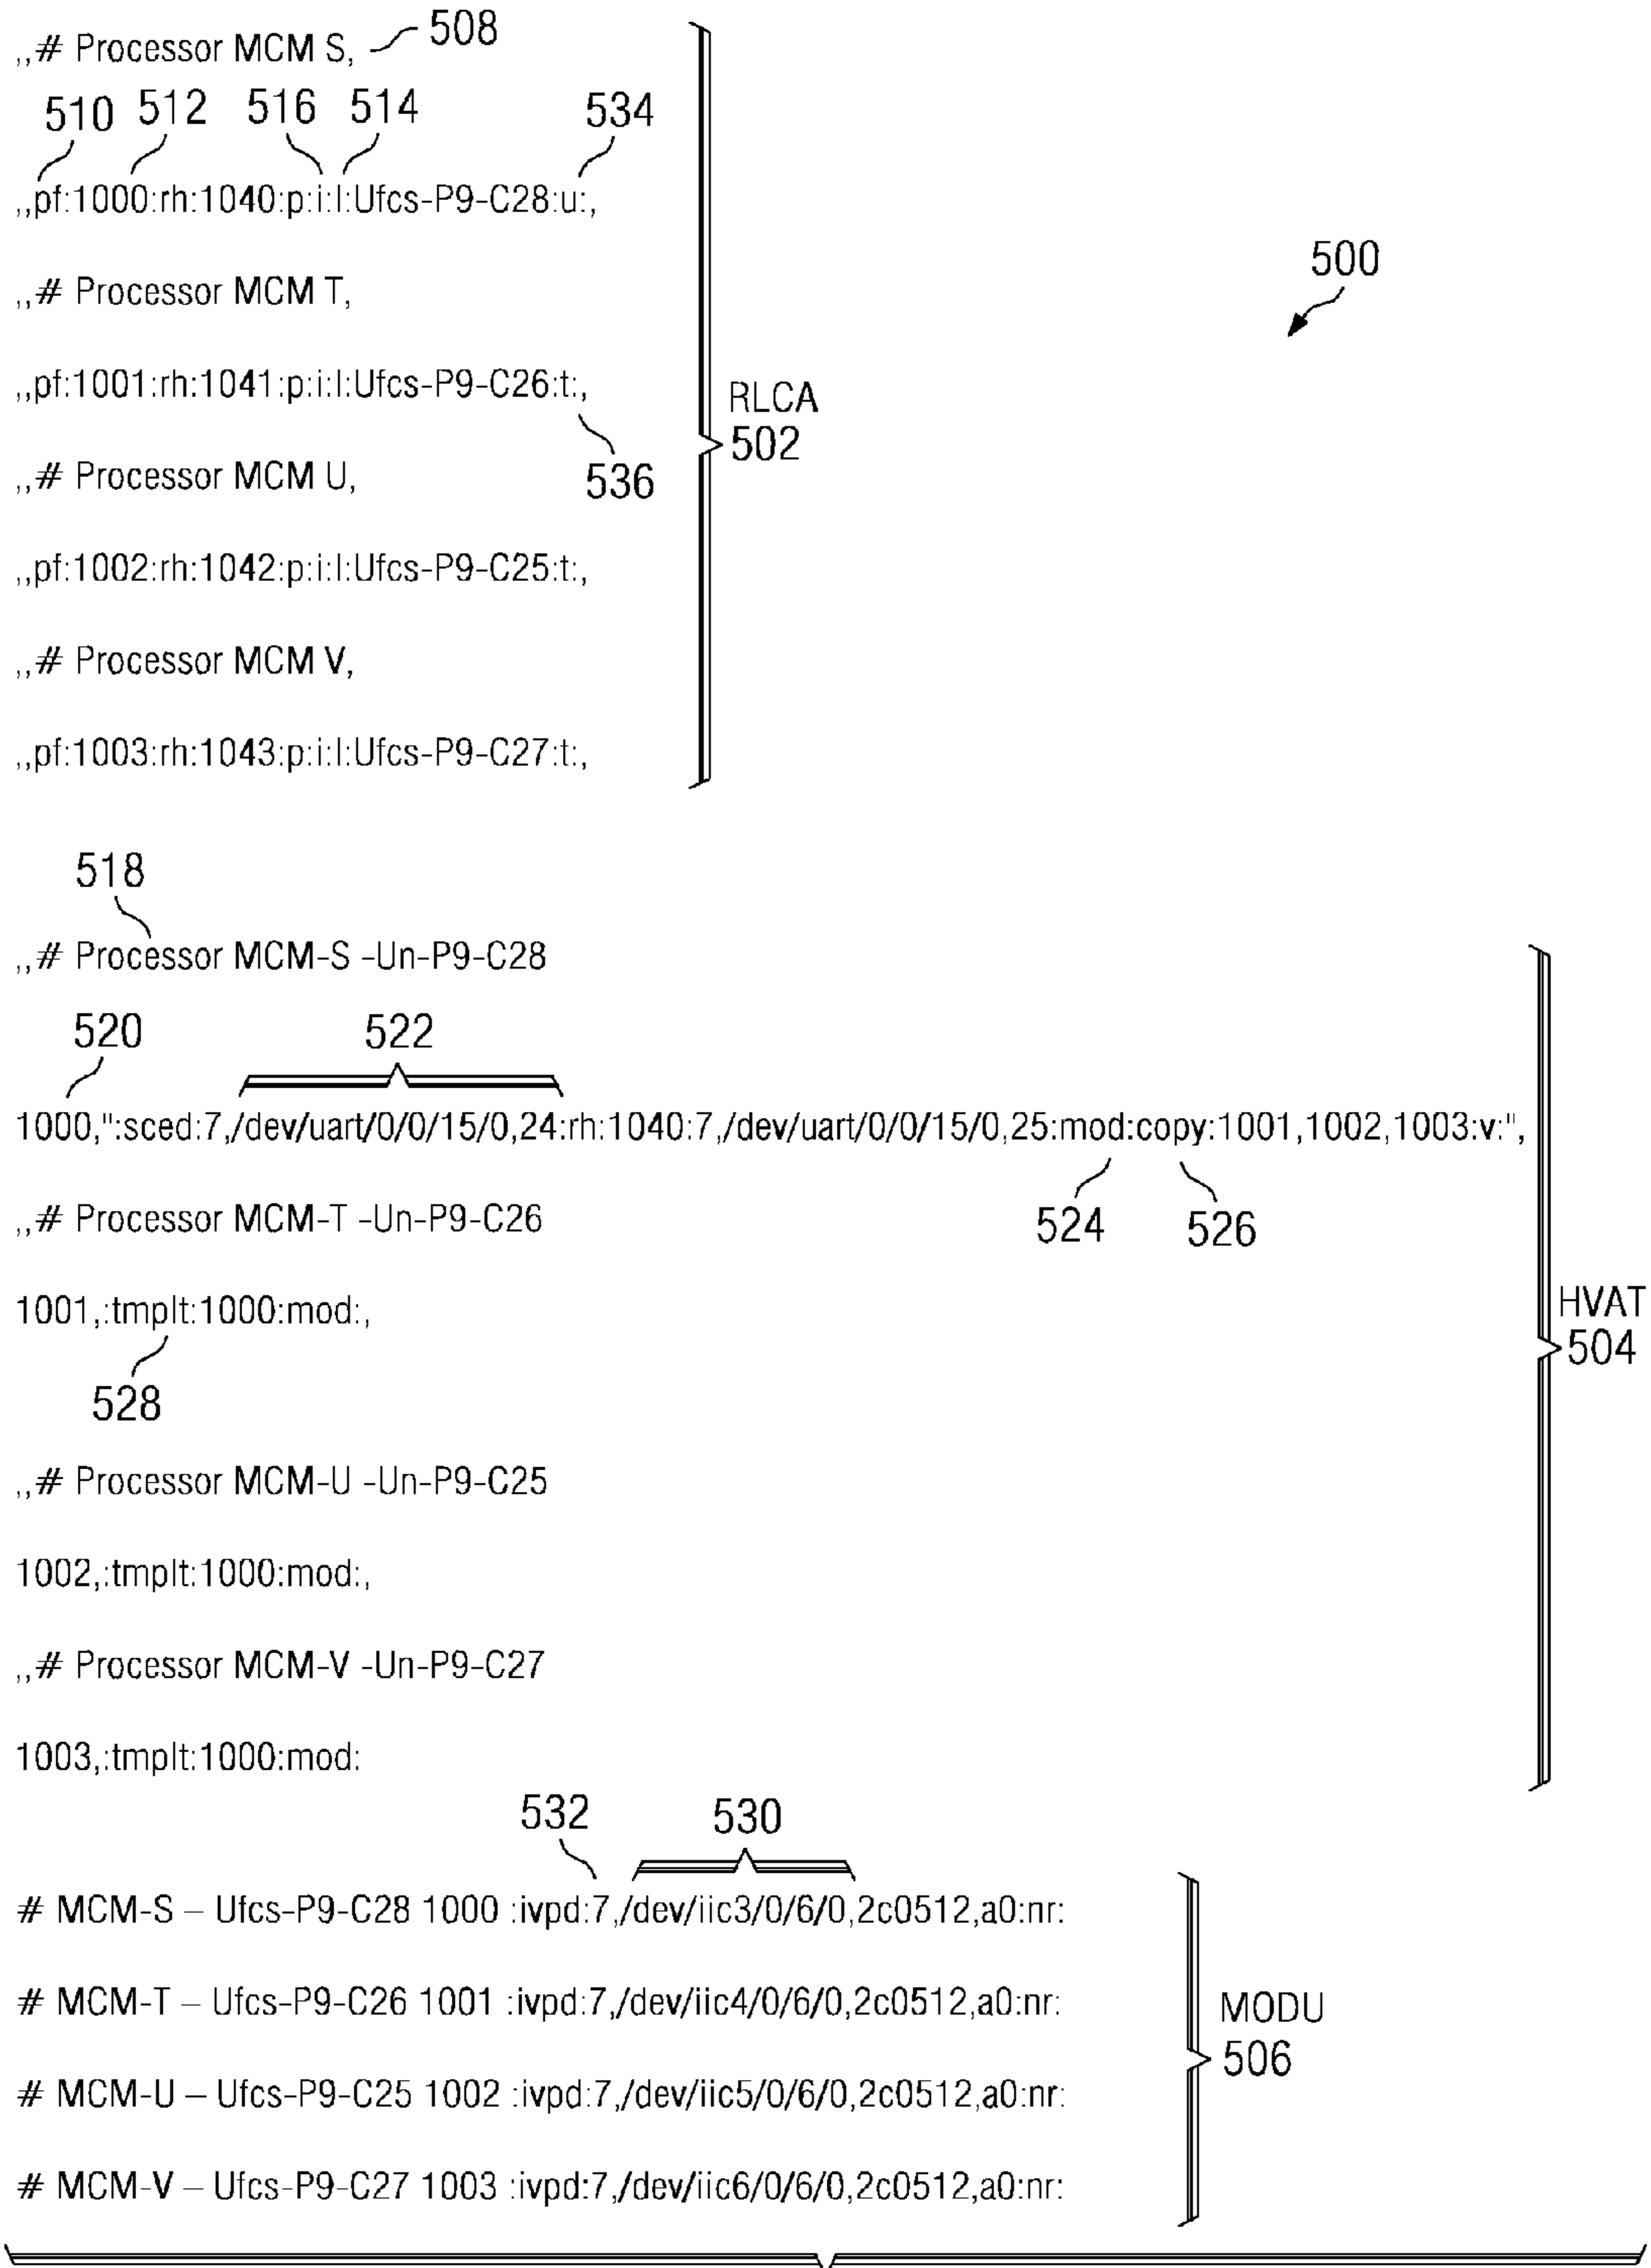 ,,# Processor MCM S, 508
510 512 516 514 534
,,pf:1000:rh:1040:p:i:l:Ufcs-P9-C28:u:,
500
,,# Processor MCM T,
,,pf:1001:rh:1041:p:i:l:Ufcs-P9-C26:t:,
RLCA
502
,,# Processor MCM U,
536
,,pf:1002:rh:1042:p:i:l:Ufcs-P9-C25:t:,
,,# Processor MCM V,
,,pf:1003:rh:1043:p:i:l:Ufcs-P9-C27:t:,
518
,,# Processor MCM-S -Un-P9-C28
520 522
1000,":sced:7,/dev/uart/0/0/15/0,24:rh:1040:7,/dev/uart/0/0/15/0,25:mod:copy:1001,1002,1003:v:",
524 526
,,# Processor MCM-T -Un-P9-C26
1001,:tmplt:1000:mod:,
528
HVAT
504
,,# Processor MCM-U -Un-P9-C25
1002,:tmplt:1000:mod:,
,,# Processor MCM-V -Un-P9-C27
1003,:tmplt:1000:mod:
532 530
# MCM-S – Ufcs-P9-C28 1000 :ivpd:7,/dev/iic3/0/6/0,2c0512,a0:nr:
# MCM-T – Ufcs-P9-C26 1001 :ivpd:7,/dev/iic4/0/6/0,2c0512,a0:nr:
MODU
506
# MCM-U – Ufcs-P9-C25 1002 :ivpd:7,/dev/iic5/0/6/0,2c0512,a0:nr:
# MCM-V – Ufcs-P9-C27 1003 :ivpd:7,/dev/iic6/0/6/0,2c0512,a0:nr: